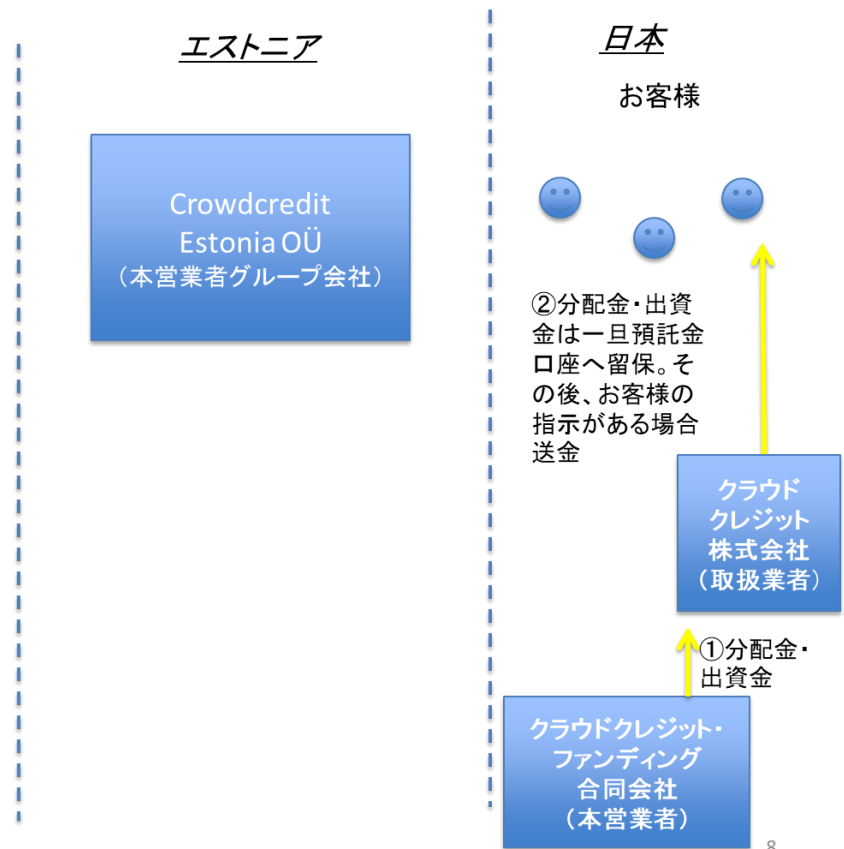 エストニア
日本
お客様
Crowdcredit
Estonia OÜ
（本営業者グループ会社）
②分配金・出資
金は一旦預託金
口座へ留保。そ
の後、お客様の
指示がある場合
送金
クラウド
クレジット
株式会社
（取扱業者）
①分配金・
出資金
クラウドクレジット・
ファンディング
合同会社
（本営業者）
8